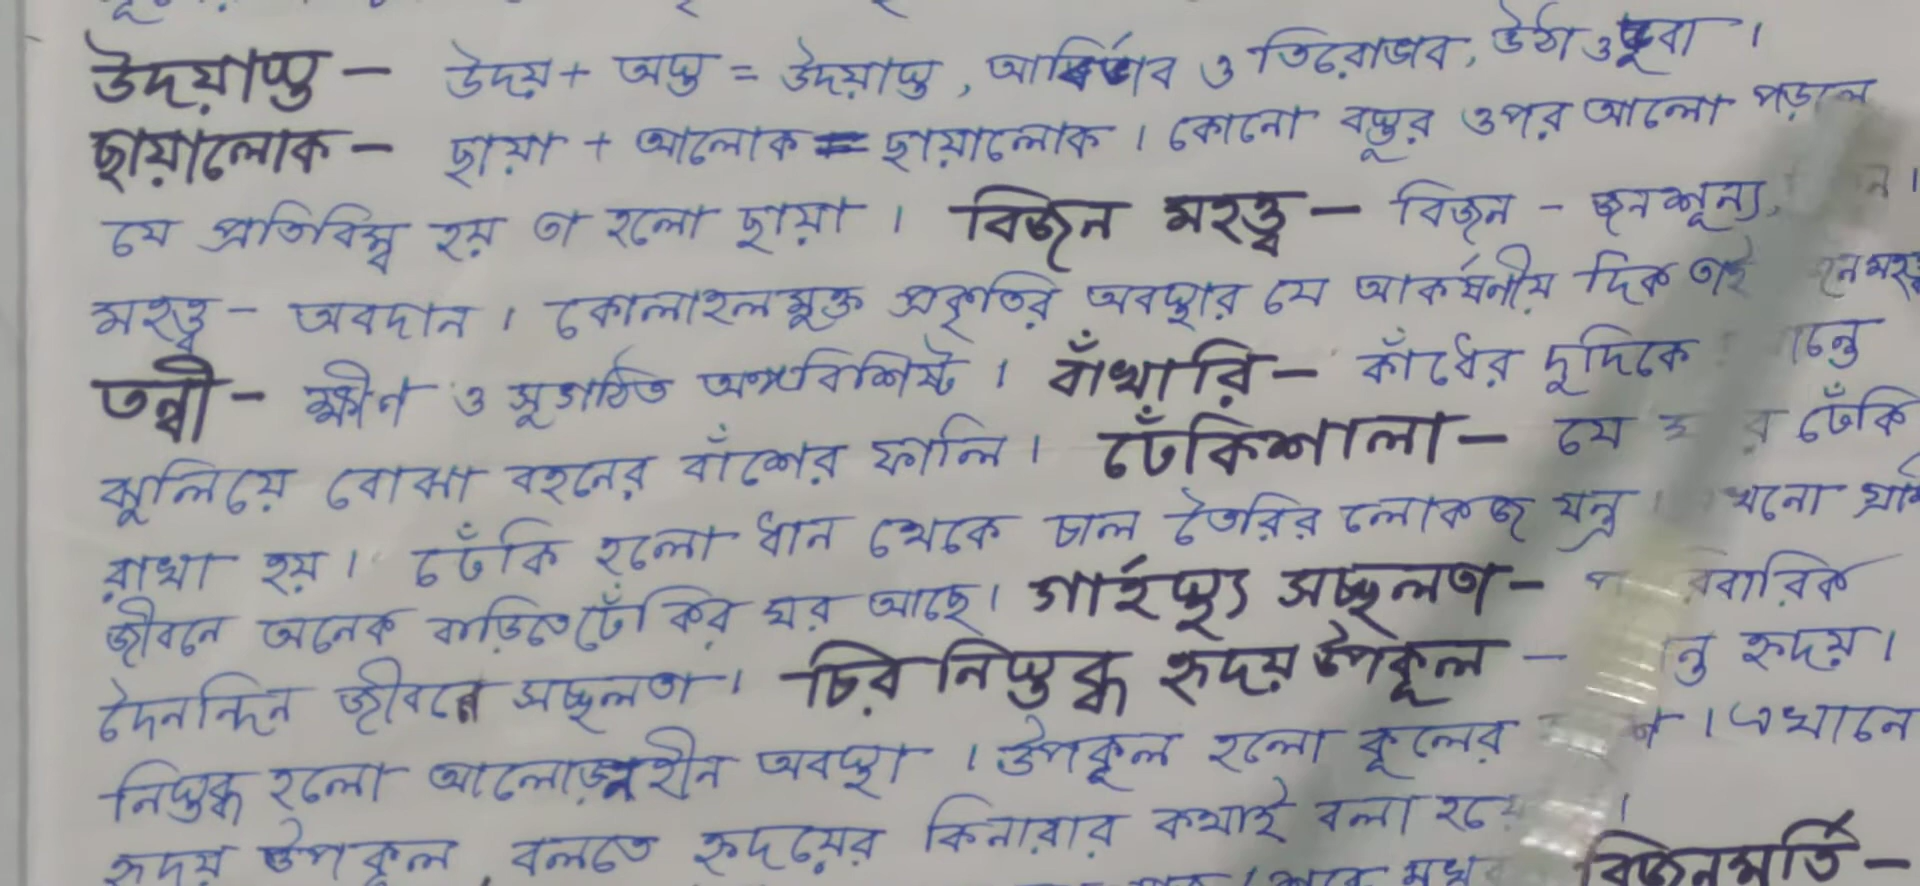 উদয়াস্ত – উদয় + অস্ত = উদয়াস্ত, আবির্ভাব ও তিরোভাব, উঠা ও ডুবা ।
ছায়ালোক – ছায়া + আলোক = ছায়ালোক । কোনো বস্তুর ওপর আলো পড়লে
যে প্রতিবিম্ব হয় তা হলো ছায়া । বিজন মহত্ত্ব – বিজন – জনশূন্য,
মহত্ত্ব – অবদান । কোলাহলমুক্ত প্রকৃতির অবস্থার যে আকর্ষনীয় দিক তাই
তন্বী – ক্ষীণ ও সুগঠিত অঙ্গবিশিষ্ট । বাঁখারি – কাঁধের দুদিকে
ঝুলিয়ে বোঝা বহনের বাঁশের ফালি । ঢেঁকিশালা – যে ঢেঁকি
রাখা হয় । ঢেঁকি হলো ধান থেকে চাল তৈরির লোকজ যন্ত্র ।
জীবনে অনেক বাড়িতে ঢেঁকির ঘর আছে । গার্হস্থ্য সচ্ছলতা –
দৈনন্দিন জীবনে সচ্ছলতা । চির নিস্তব্ধ হৃদয় উপকূল – হৃদয় ।
নিস্তব্ধ হলো আলোড়নহীন অবস্থা । উপকূল হলো কূলের । এখানে
হৃদয় উপকূল বলতে হৃদয়ের কিনারার কথাই বলা
বিজনমূর্তি –